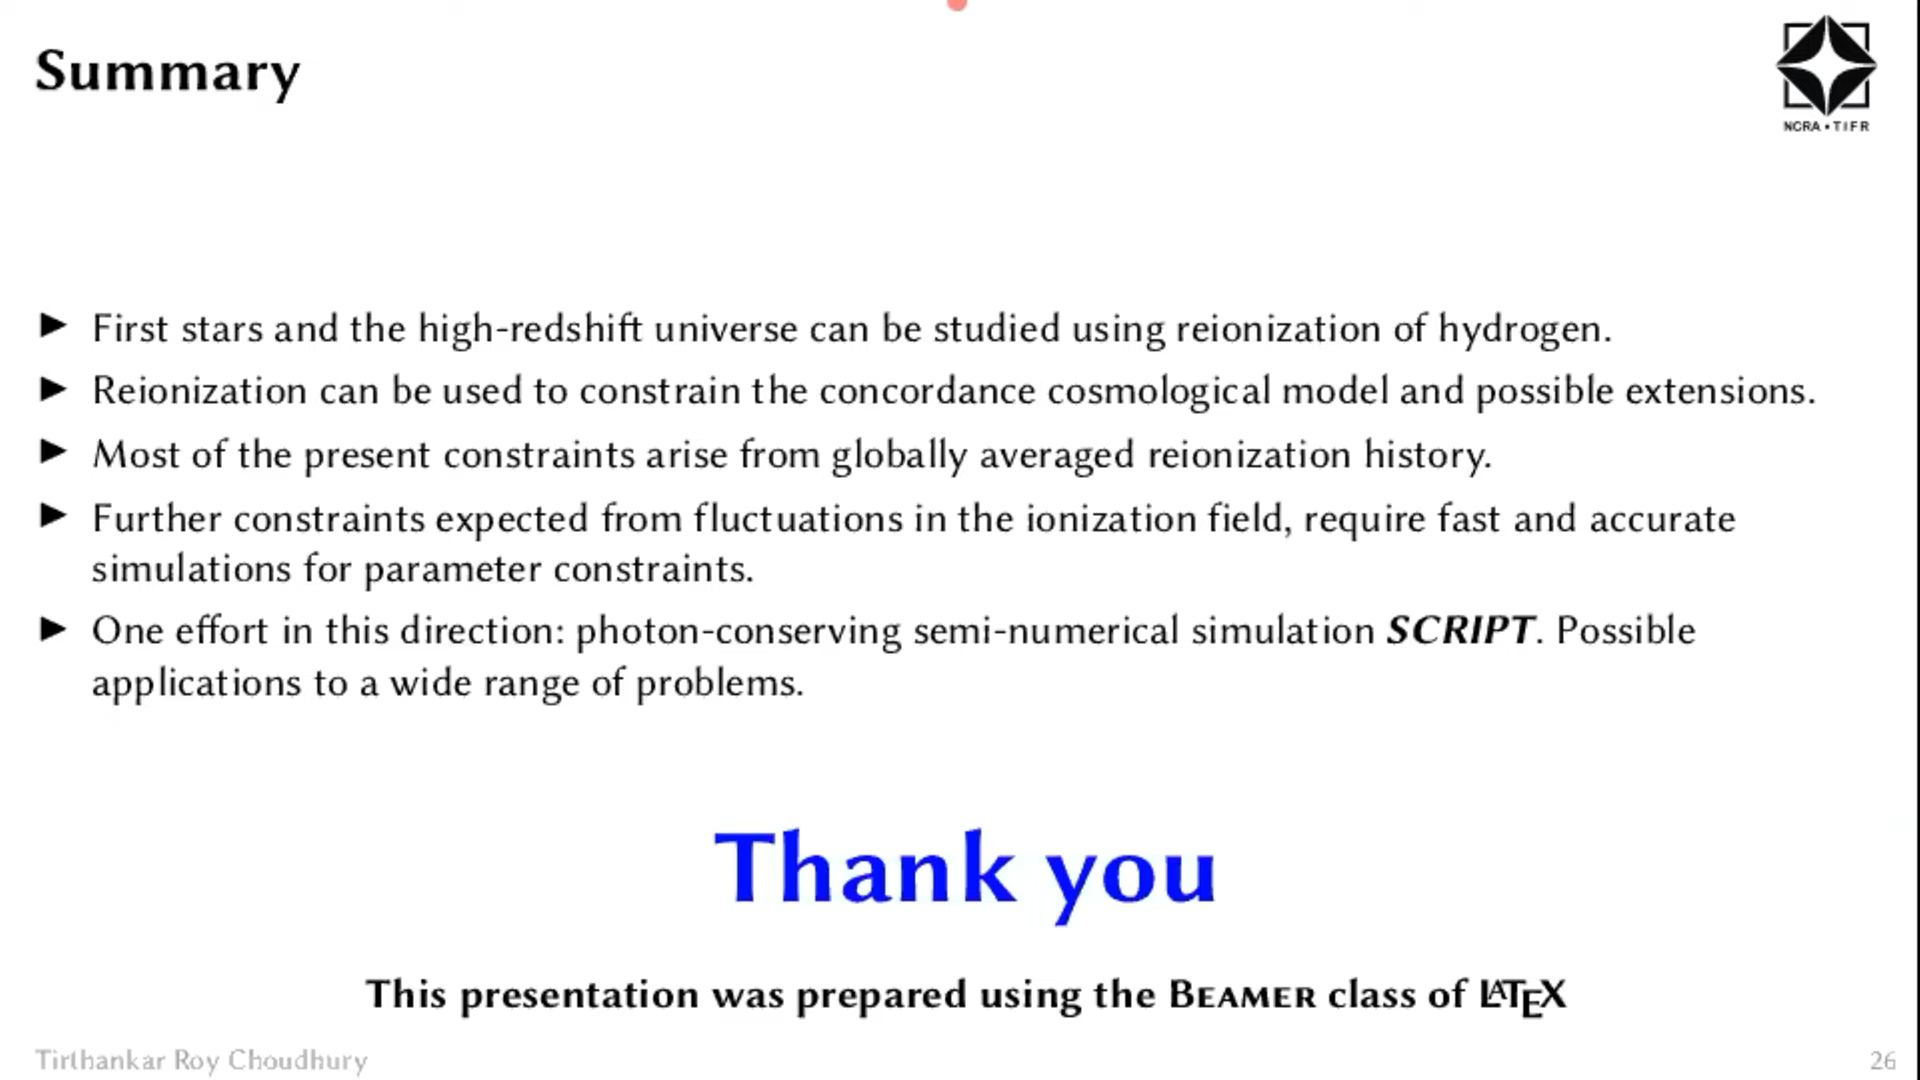 Summary
NCRA • TIFR
► First stars and the high-redshift universe can be studied using reionization of hydrogen.
► Reionization can be used to constrain the concordance cosmological model and possible extensions.
► Most of the present constraints arise from globally averaged reionization history.
► Further constraints expected from fluctuations in the ionization field, require fast and accurate
simulations for parameter constraints.
► One effort in this direction: photon-conserving semi-numerical simulation SCRIPT. Possible
applications to a wide range of problems.
Thank you
This presentation was prepared using the BEAMER class of LATEX
Tirthankar Roy Choudhury
26